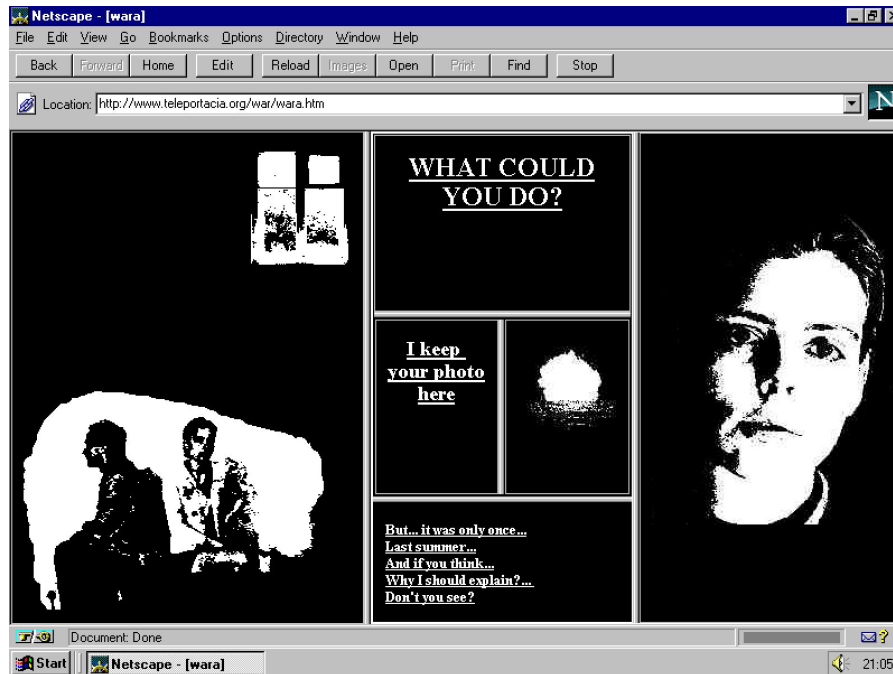 Netscape - [wara]
File Edit View Go Bookmarks Options Directory Window Help
Back Forward Home Edit Reload Images Open Print Find Stop
Location: http://www.teleportacia.org/war/wara.htm
N
WHAT COULD
YOU DO?
I keep
your photo
here
But... it was only once...
Last summer...
And if you think...
Why I should explain?...
Don't you see?
Document: Done
Start Netscape - [wara] 21:05